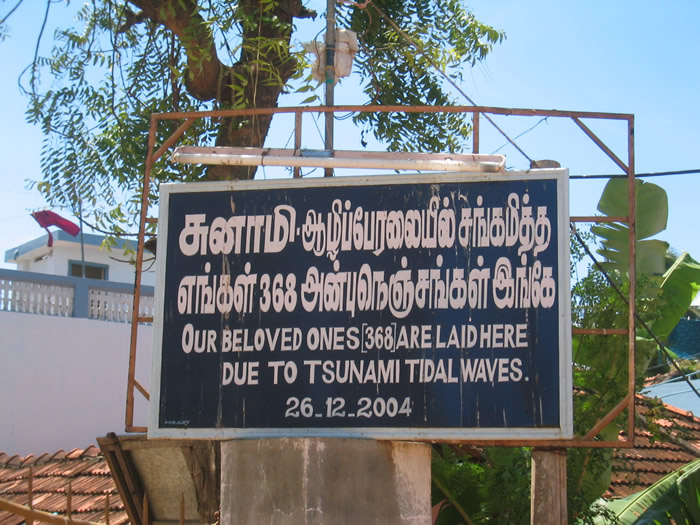 சுனாமி. ஆழிப்பேரலையில் சங்கமித்த
எங்கள் 368 அன்புநெஞ்சங்கள் இங்கே
OUR BELOVED ONES [368] ARE LAID HERE
DUE TO TSUNAMI TIDAL WAVES.
26-12-2004